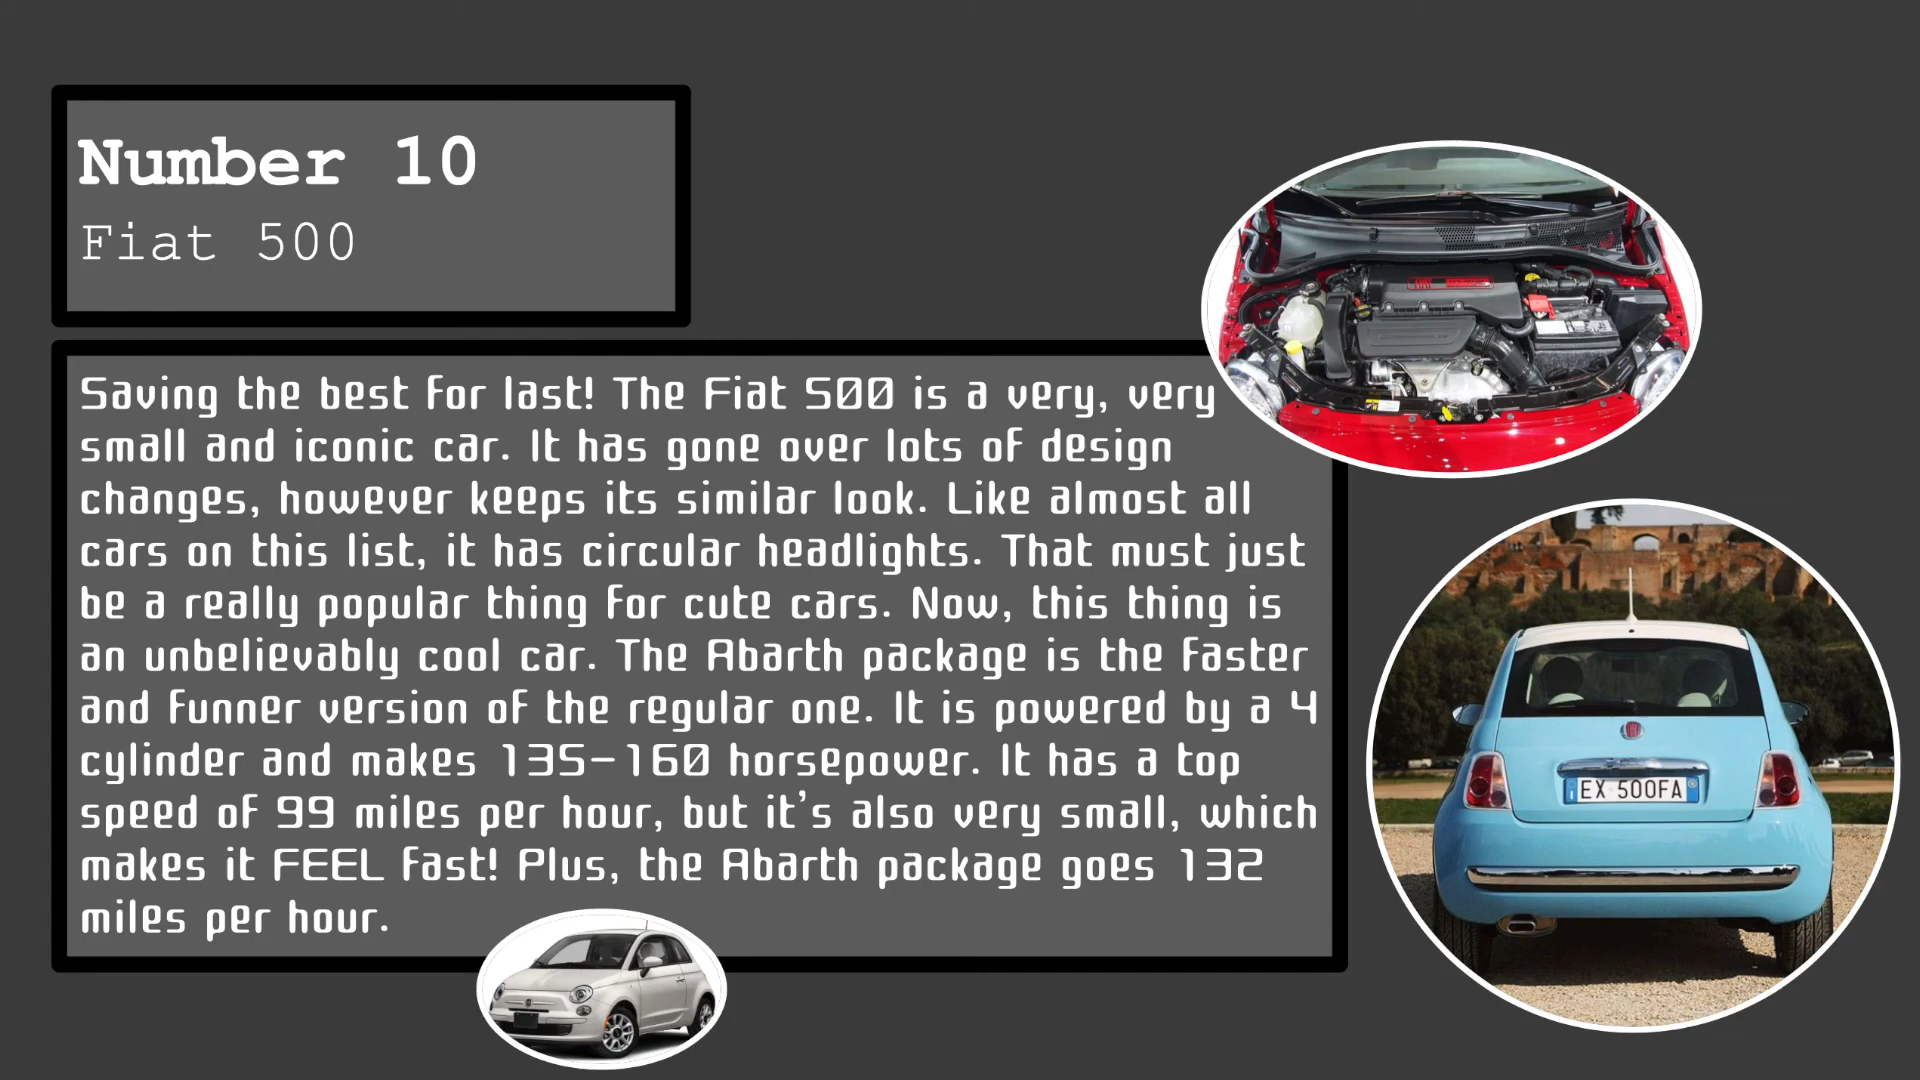 Number 10
Fiat 500
Saving the best for last! The Fiat 500 is a very, very
small and iconic car. It has gone over lots of design
changes, however keeps its similar look. Like almost all
cars on this list, it has circular headlights. That must just
be a really popular thing for cute cars. Now, this thing is
an unbelievably cool car. The Abarth package is the faster
and funner version of the regular one. It is powered by a 4
cylinder and makes 135-160 horsepower. It has a top
speed of 99 miles per hour, but it's also very small, which
makes it FEEL fast! Plus, the Abarth package goes 132
miles per hour.
EX 500FA